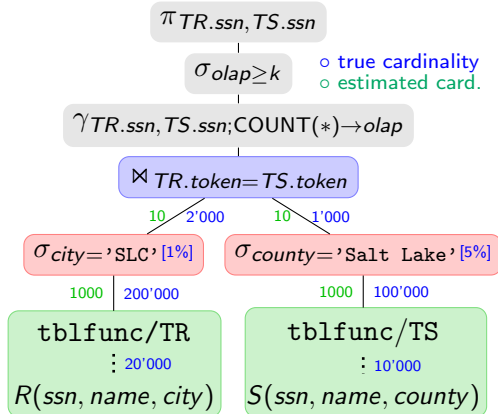 π TR.ssn,TS.ssn
σ olap≥k
∘ true cardinality
∘ estimated card.
γ TR.ssn,TS.ssn;COUNT(∗)→olap
⋈ TR.token=TS.token
10 2'000 10 1'000
σ city='SLC' [1%] σ county='Salt Lake' [5%]
1000 200'000 1000 100'000
tblfunc/TR tblfunc/TS
⋮ 20'000 ⋮ 10'000
R(ssn, name, city) S(ssn, name, county)